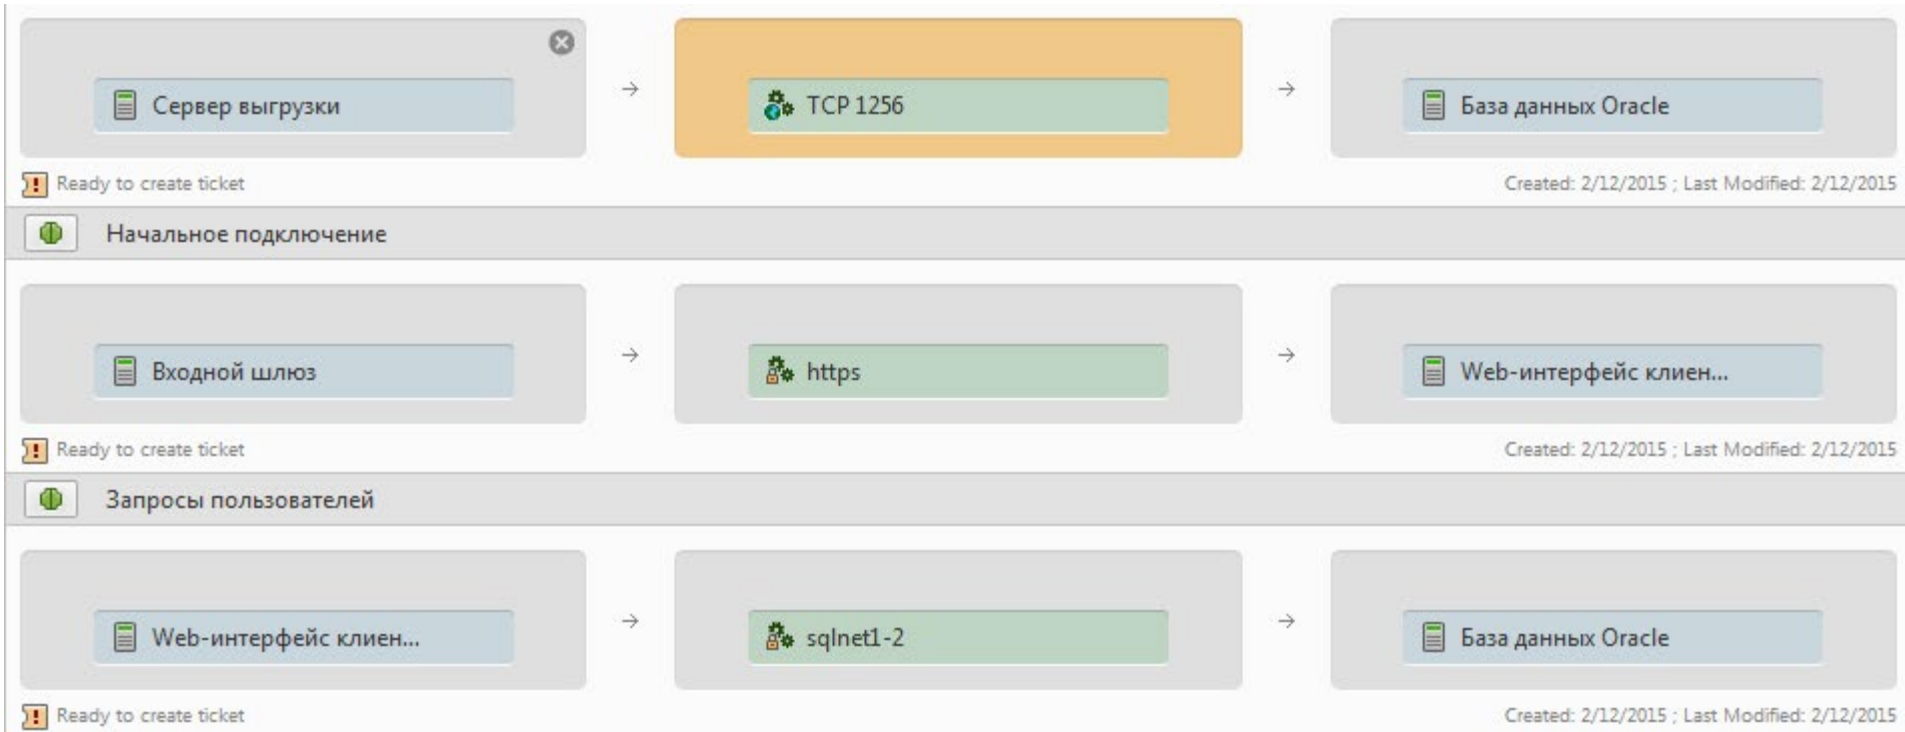 Сервер выгрузки
TCP 1256
База данных Oracle
Ready to create ticket
Created: 2/12/2015 ; Last Modified: 2/12/2015
Начальное подключение
Входной шлюз
https
Web-интерфейс клиен...
Ready to create ticket
Created: 2/12/2015 ; Last Modified: 2/12/2015
Запросы пользователей
Web-интерфейс клиен...
sqlnet1-2
База данных Oracle
Ready to create ticket
Created: 2/12/2015 ; Last Modified: 2/12/2015